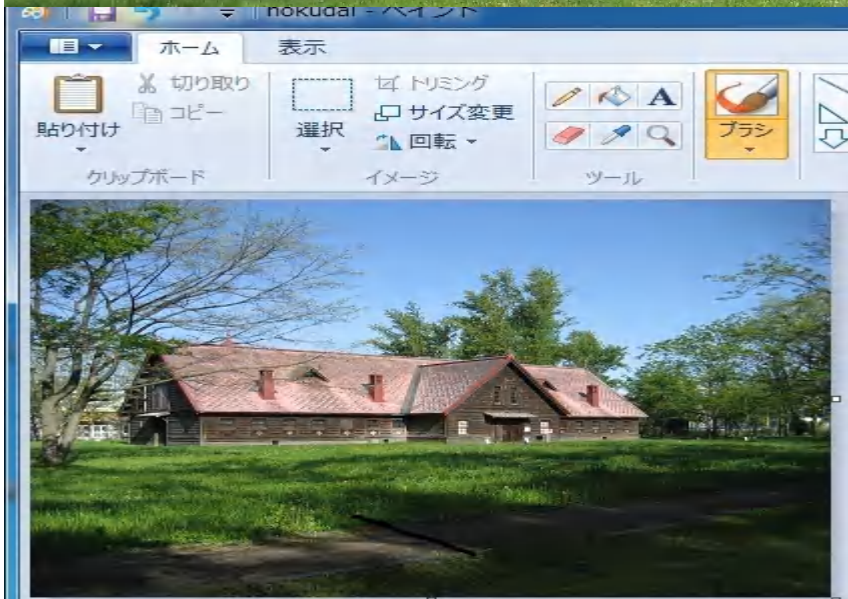 hokudai - ペイント
ホーム 表示
切り取り
コピー
貼り付け
クリップボード
選択
トリミング
サイズ変更
回転
イメージ
A
ツール
ブラシ